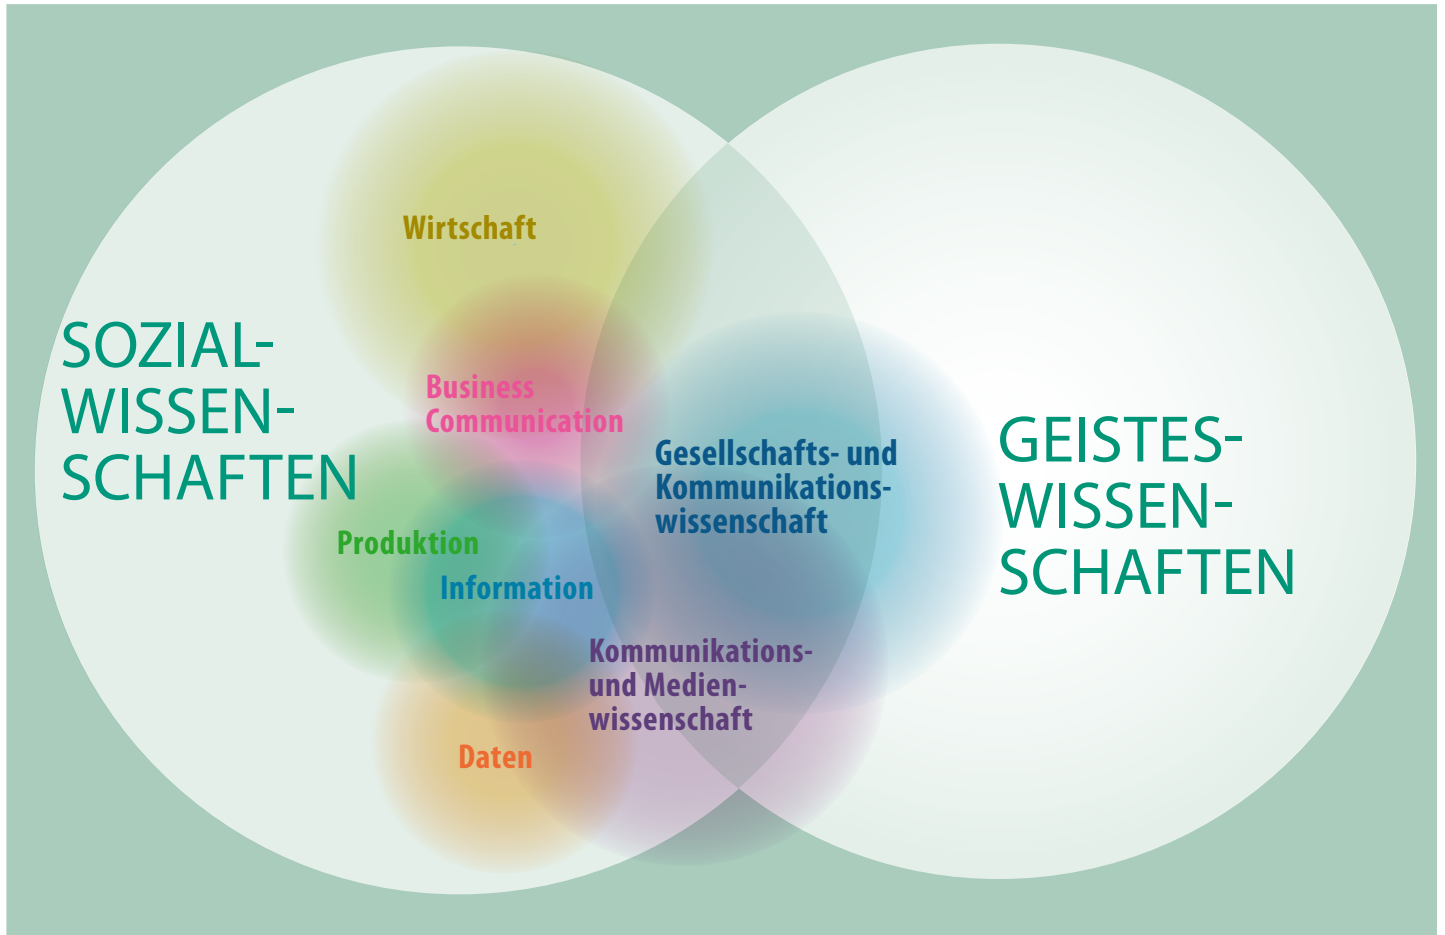 Wirtschaft
SOZIAL-
WISSEN-
SCHAFTEN
Business
Communication
Gesellschafts- und
Kommunikations-
wissenschaft
GEISTES-
WISSEN-
SCHAFTEN
Produktion
Information
Kommunikations-
und Medien-
wissenschaft
Daten